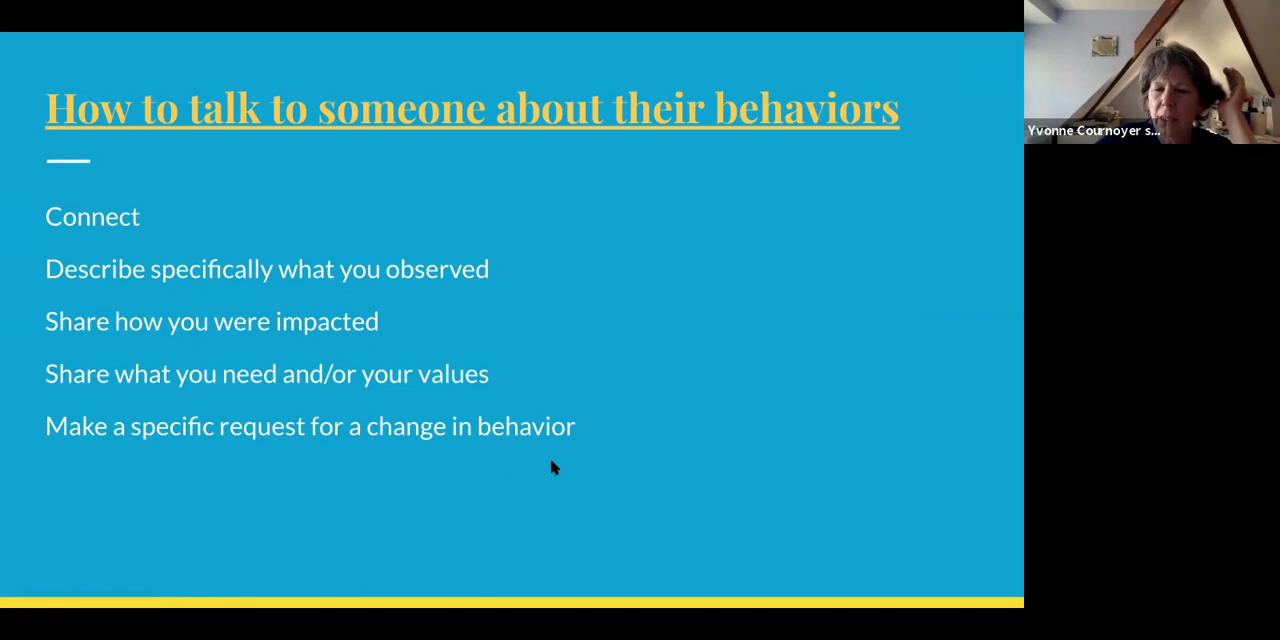 How to talk to someone about their behaviors
Connect
Describe specifically what you observed
Share how you were impacted
Share what you need and/or your values
Make a specific request for a change in behavior
Yvonne Cournoyer s...